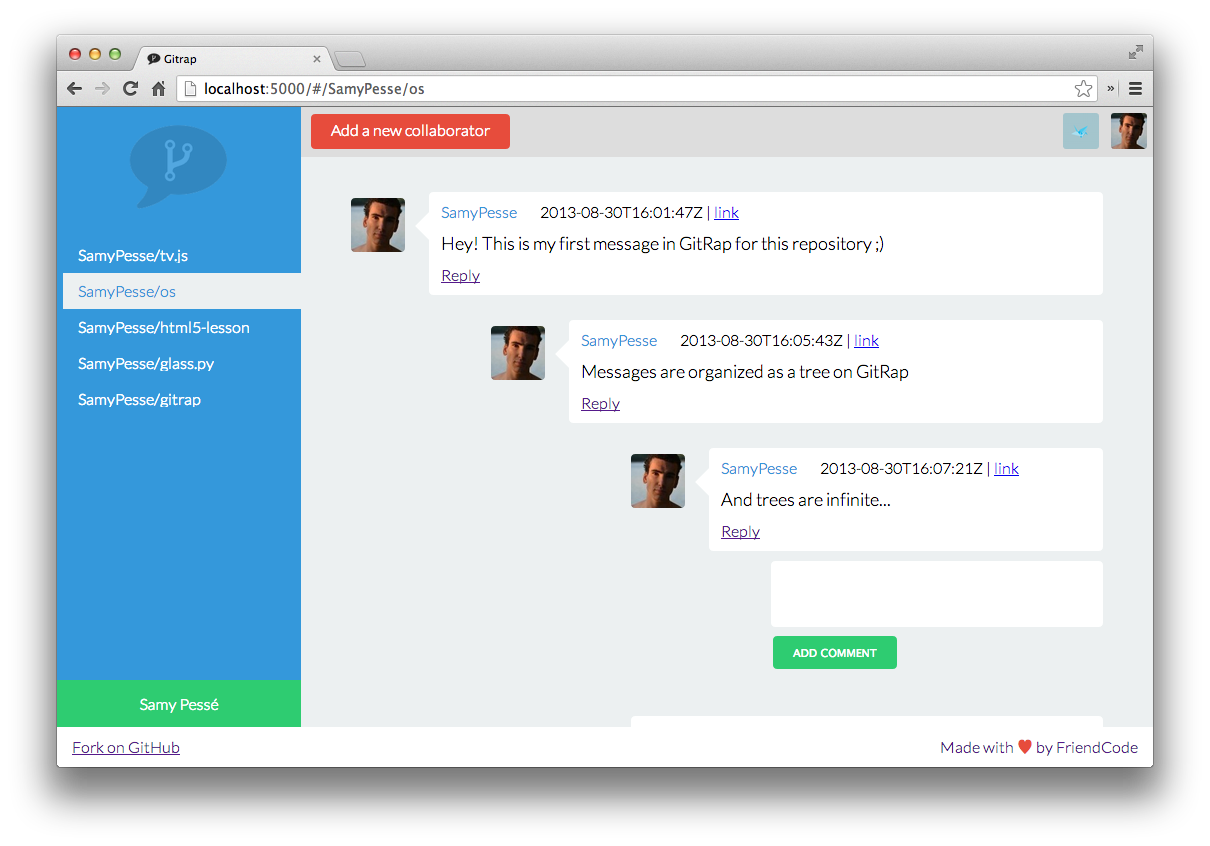 Gitrap
localhost:5000/#/SamyPesse/os
Add a new collaborator
SamyPesse/tv.js
SamyPesse/os
SamyPesse/html5-lesson
SamyPesse/glass.py
SamyPesse/gitrap
SamyPesse 2013-08-30T16:01:47Z | link
Hey! This is my first message in GitRap for this repository ;)
Reply
SamyPesse 2013-08-30T16:05:43Z | link
Messages are organized as a tree on GitRap
Reply
SamyPesse 2013-08-30T16:07:21Z | link
And trees are infinite...
Reply
ADD COMMENT
Samy Pessé
Fork on GitHub
Made with ♥ by FriendCode